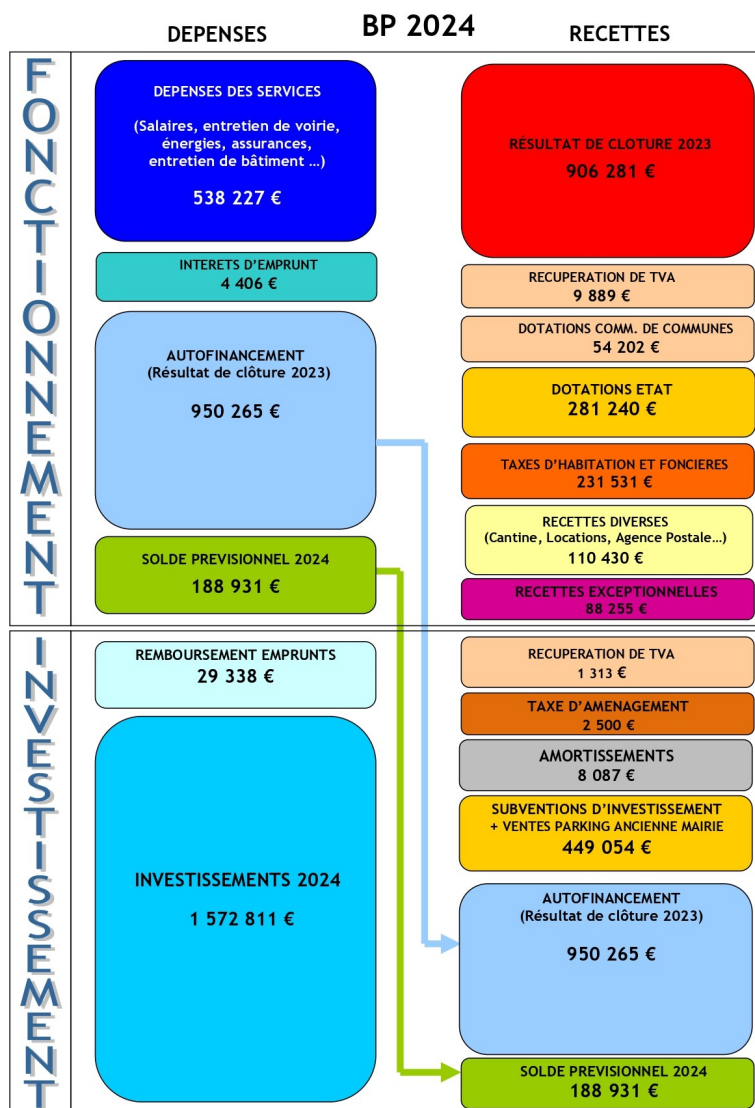 BP 2024
DEPENSES
RECETTES
FONCTIONNEMENT
DEPENSES DES SERVICES
(Salaires, entretien de voirie,
énergies, assurances,
entretien de bâtiment …)
538 227 €
INTERETS D’EMPRUNT
4 406 €
AUTOFINANCEMENT
(Résultat de clôture 2023)
950 265 €
SOLDE PREVISIONNEL 2024
188 931 €
RÉSULTAT DE CLOTURE 2023
906 281 €
RECUPERATION DE TVA
9 889 €
DOTATIONS COMM. DE COMMUNES
54 202 €
DOTATIONS ETAT
281 240 €
TAXES D’HABITATION ET FONCIERES
231 531 €
RECETTES DIVERSES
(Cantine, Locations, Agence Postale…)
110 430 €
RECETTES EXCEPTIONNELLES
88 255 €
INVESTISSEMENT
REMBOURSEMENT EMPRUNTS
29 338 €
INVESTISSEMENTS 2024
1 572 811 €
RECUPERATION DE TVA
1 313 €
TAXE D’AMENAGEMENT
2 500 €
AMORTISSEMENTS
8 087 €
SUBVENTIONS D’INVESTISSEMENT
+ VENTES PARKING ANCIENNE MAIRIE
449 054 €
AUTOFINANCEMENT
(Résultat de clôture 2023)
950 265 €
SOLDE PREVISIONNEL 2024
188 931 €